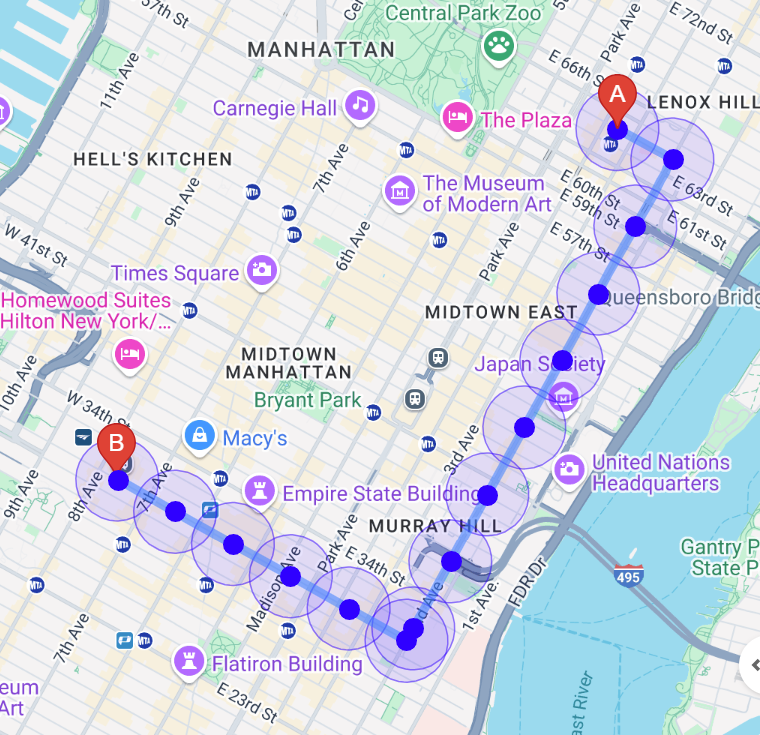 57th St
Cen
Central Park Zoo
Park Ave
E 72nd St
MANHATTAN
11th Ave
E 66th St
A
LENOX HILL
Carnegie Hall
The Plaza
HELL'S KITCHEN
7th Ave
9th Ave
The Museum
of Modern Art
E 60th St
E 59th St
E 63rd St
E 61st St
E 57th St
W 41st St
6th Ave
Park Ave
Times Square
Homewood Suites
Hilton New York/...
Queensboro Bridg
MIDTOWN EAST
MIDTOWN
MANHATTAN
Japan Society
10th Ave
Bryant Park
W 34th St
B
Macy's
3rd Ave
United Nations
Headquarters
9th Ave
8th Ave
7th Ave
Empire State Building
MURRAY HILL
Park Ave
E 34th St
Gantry P
State P
495
FDR Dr
Madison Ave
d Ave
1st Ave
7th Ave
Flatiron Building
E 23rd St
eum
Art
ast River